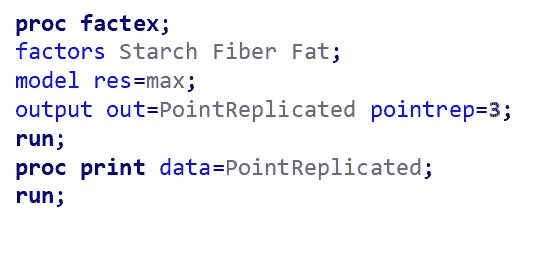 proc factex;
factors Starch Fiber Fat;
model res=max;
output out=PointReplicated pointrep=3;
run;
proc print data=PointReplicated;
run;